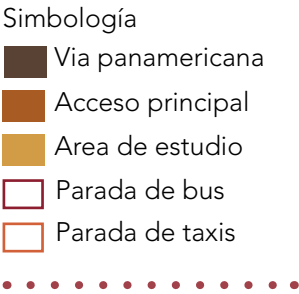 Simbología
Via panamericana
Acceso principal
Area de estudio
Parada de bus
Parada de taxis